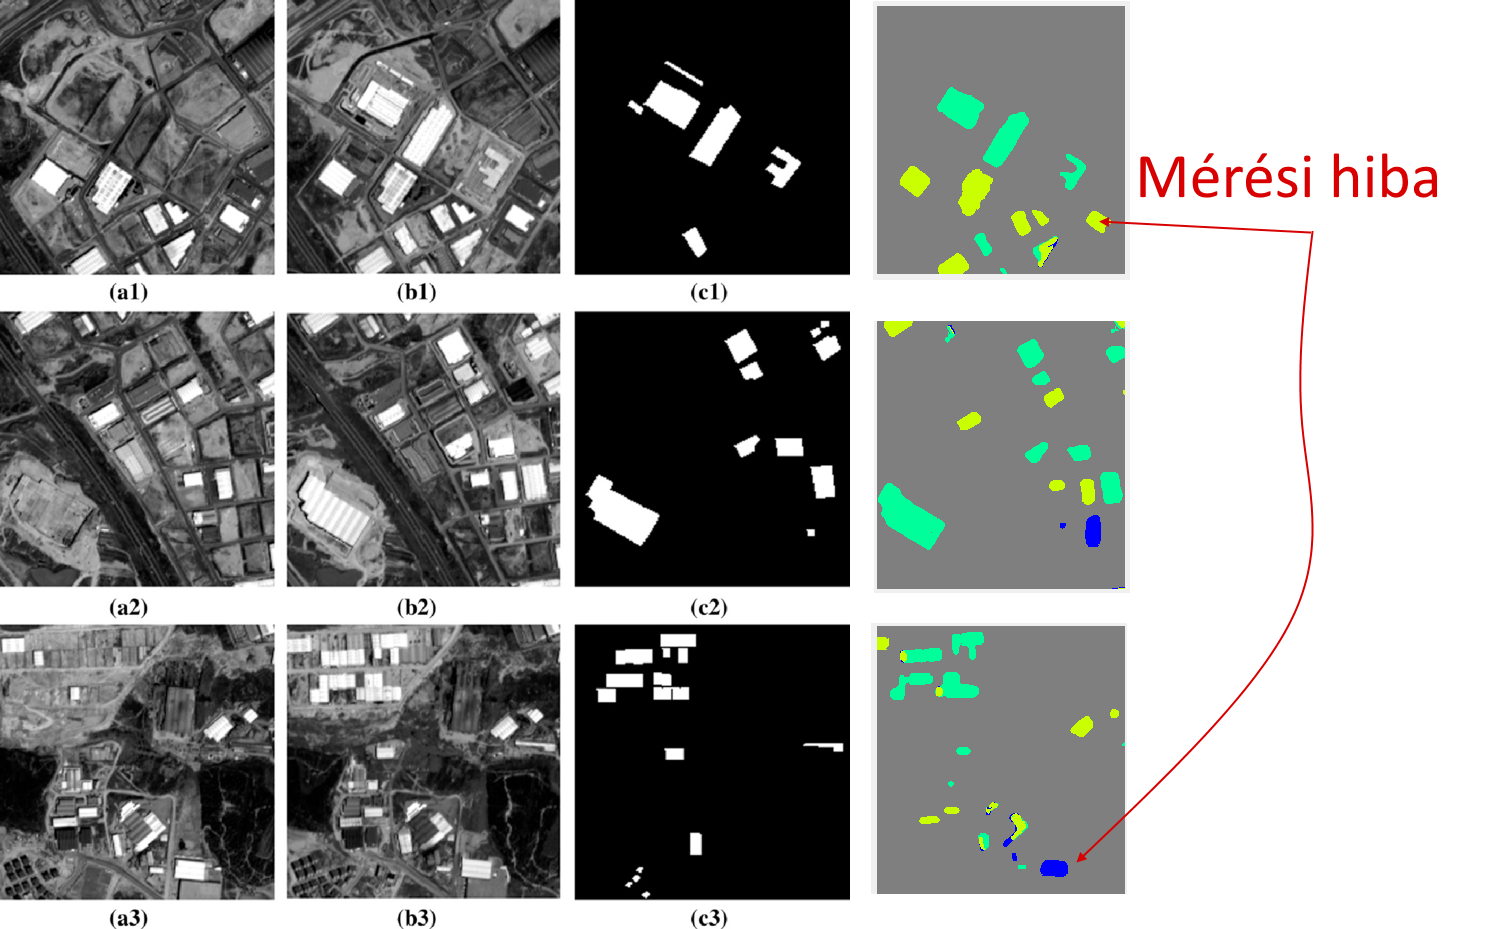 Mérési hiba
(a1) (b1) (c1)
(a2) (b2) (c2)
(a3) (b3) (c3)